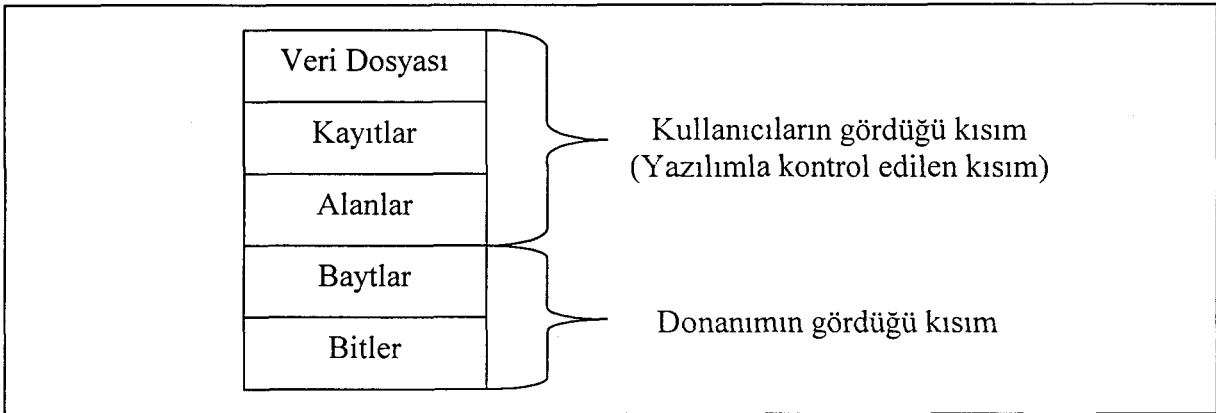 Veri Dosyası
Kayıtlar
Alanlar
Baytlar
Bitler
Kullanıcıların gördüğü kısım
(Yazılımla kontrol edilen kısım)
Donanımın gördüğü kısım